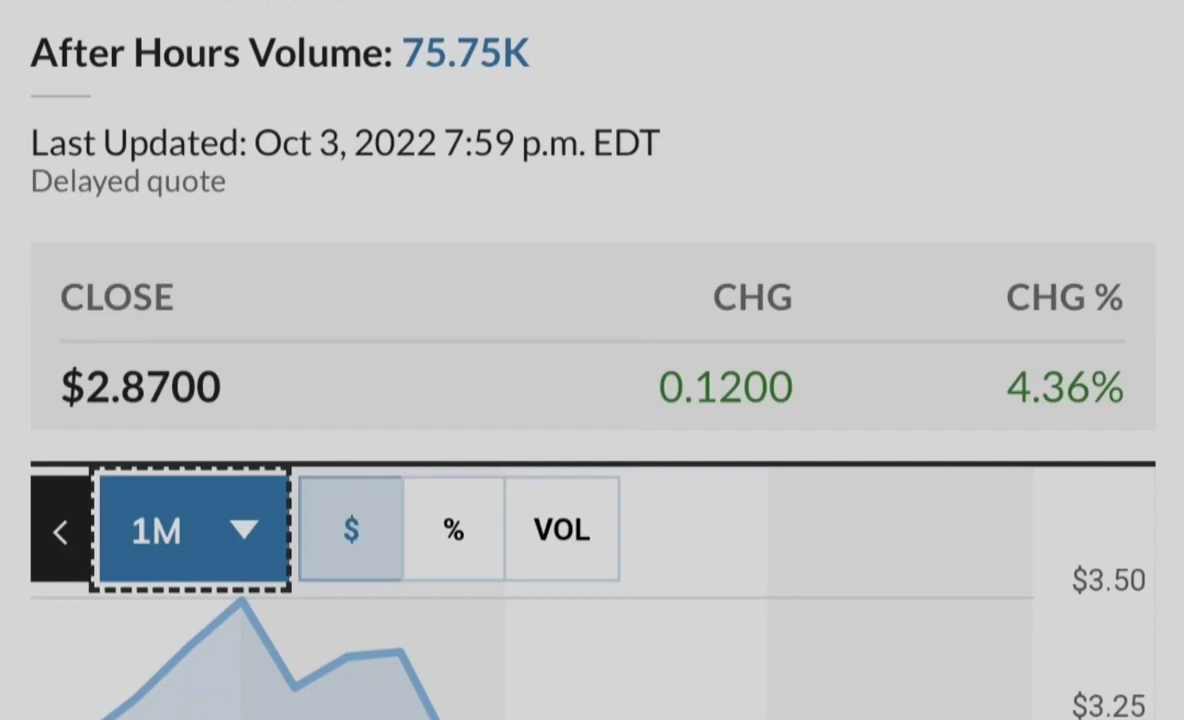 After Hours Volume: 75.75K
Last Updated: Oct 3, 2022 7:59 p.m. EDT
Delayed quote
CLOSE CHG CHG %
$2.8700 0.1200 4.36%
1M $ % VOL
$3.50
$3.25